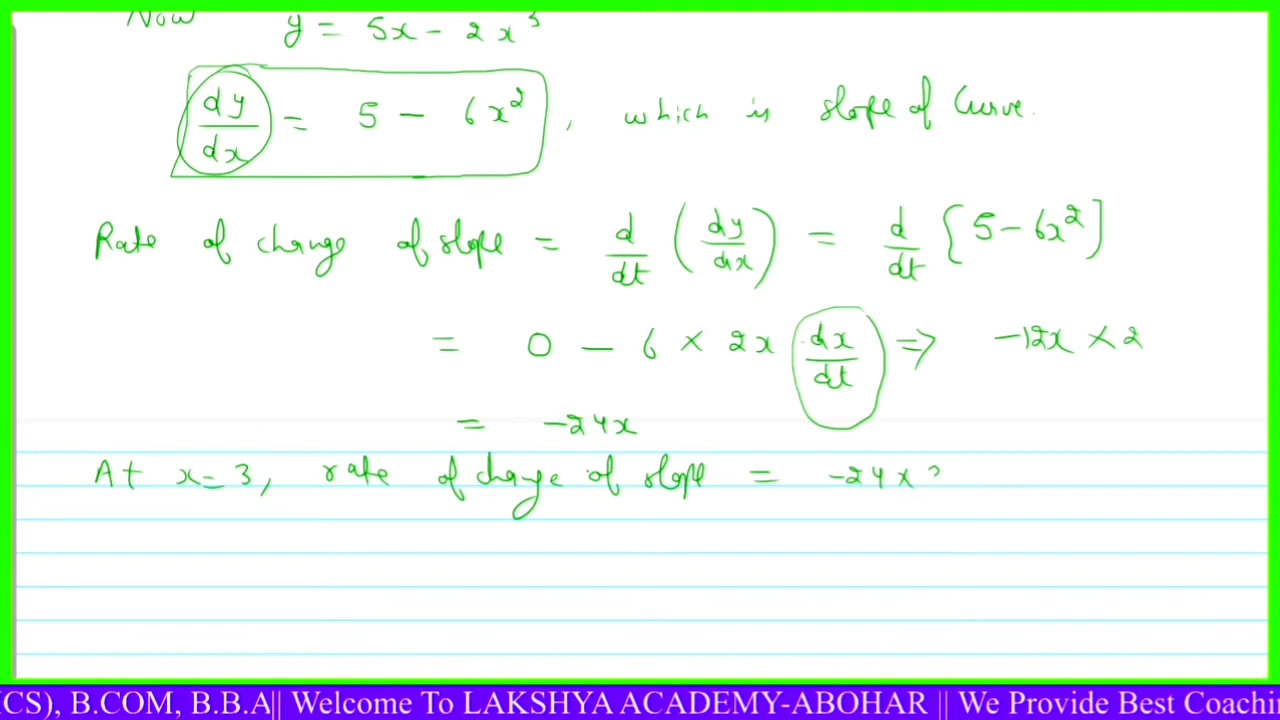 Now y = 5x - 2x³
dy/dx = 5 - 6x², which is slope of Curve.
Rate of change of slope = d/dt (dy/dx) = d/dt [5 - 6x²]
= 0 - 6 × 2x dx/dt ⇒ -12x × 2
= -24x
At x = 3, rate of change of slope = -24×
CS), B.COM, B.B.A|| Welcome To LAKSHYA ACADEMY-ABOHAR || We Provide Best Coachi